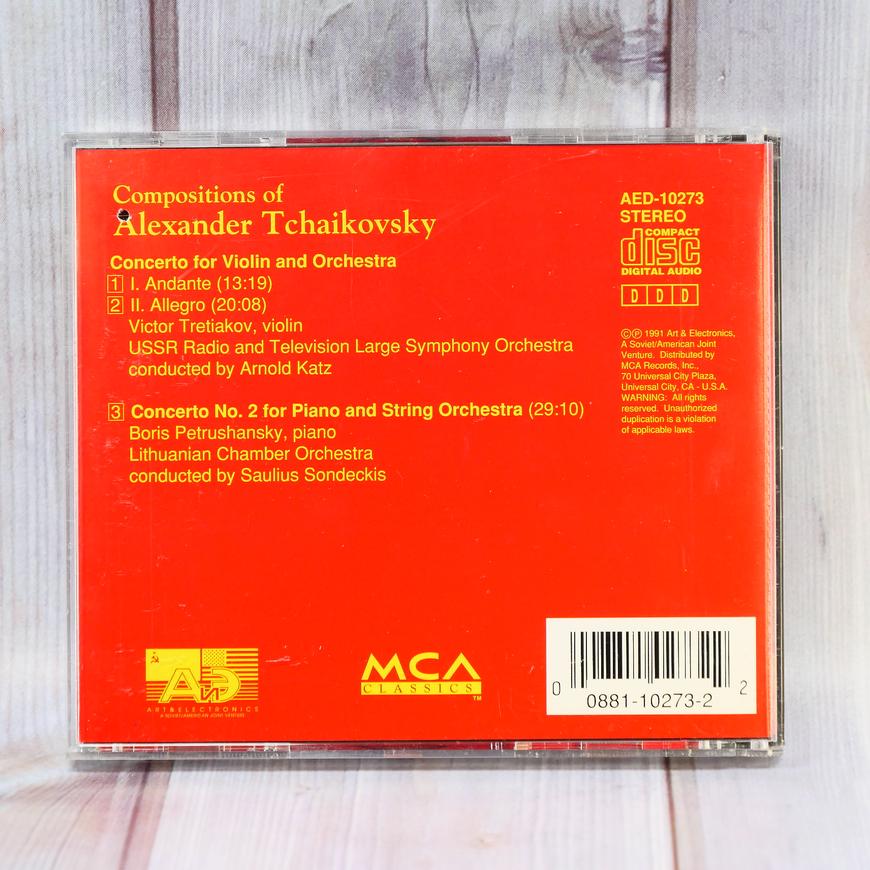 Compositions of
Alexander Tchaikovsky
Concerto for Violin and Orchestra
1 I. Andante (13:19)
2 II. Allegro (20:08)
Victor Tretiakov, violin
USSR Radio and Television Large Symphony Orchestra
conducted by Arnold Katz
3 Concerto No. 2 for Piano and String Orchestra (29:10)
Boris Petrushansky, piano
Lithuanian Chamber Orchestra
conducted by Saulius Sondeckis
AED-10273
STEREO
COMPACT
disc
DIGITAL AUDIO
D D D
©℗ 1991 Art & Electronics,
A Soviet/American Joint
Venture. Distributed by
MCA Records, Inc.,
70 Universal City Plaza,
Universal City, CA - U.S.A.
WARNING: All rights
reserved. Unauthorized
duplication is a violation
of applicable laws.
АиЭ
ART&ELECTRONICS
A SOVIET/AMERICAN JOINT VENTURE
MCA
CLASSICS™
0 0881-10273-2 2